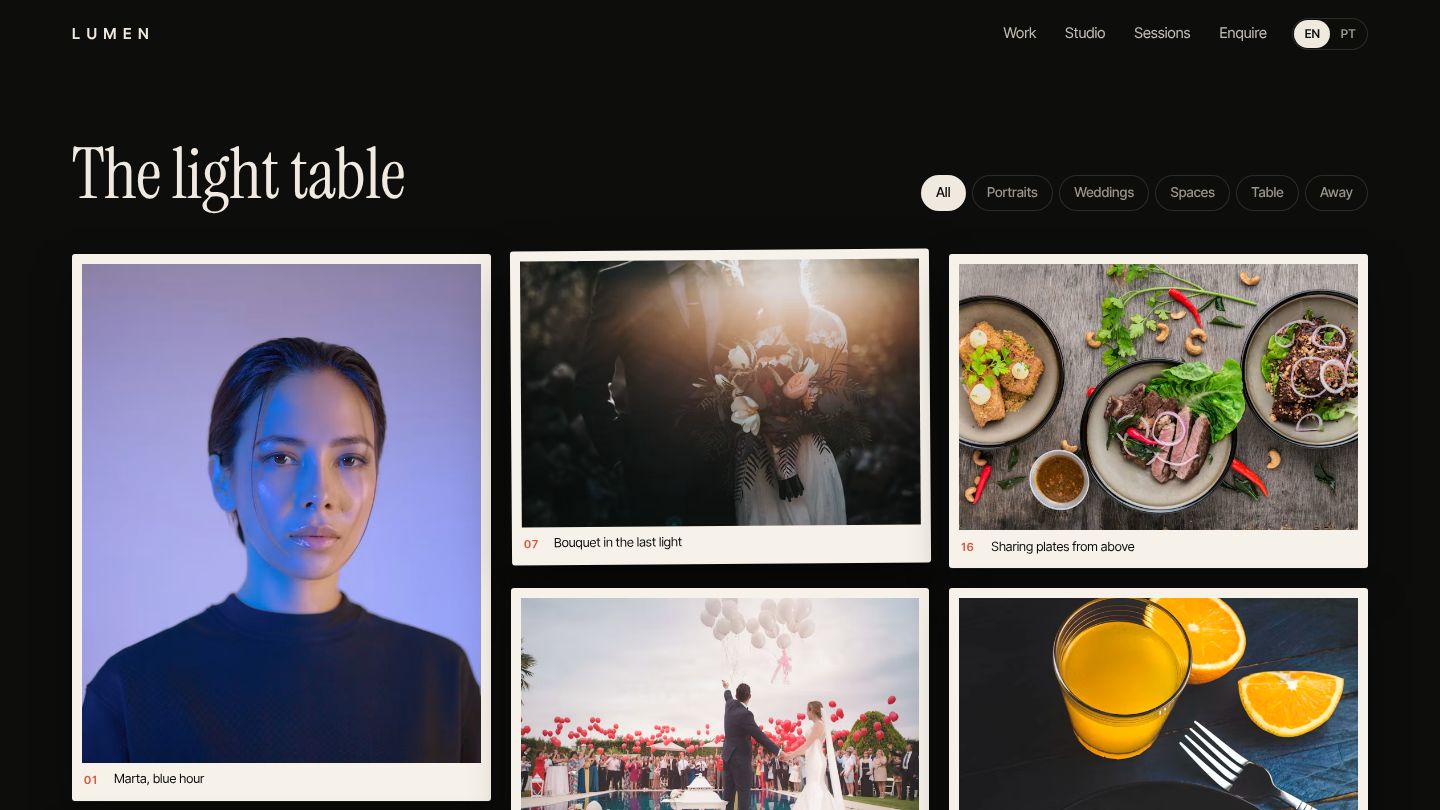 LUMEN
Work
Studio
Sessions
Enquire
EN
PT
The light table
All
Portraits
Weddings
Spaces
Table
Away
07 Bouquet in the last light
16 Sharing plates from above
01 Marta, blue hour